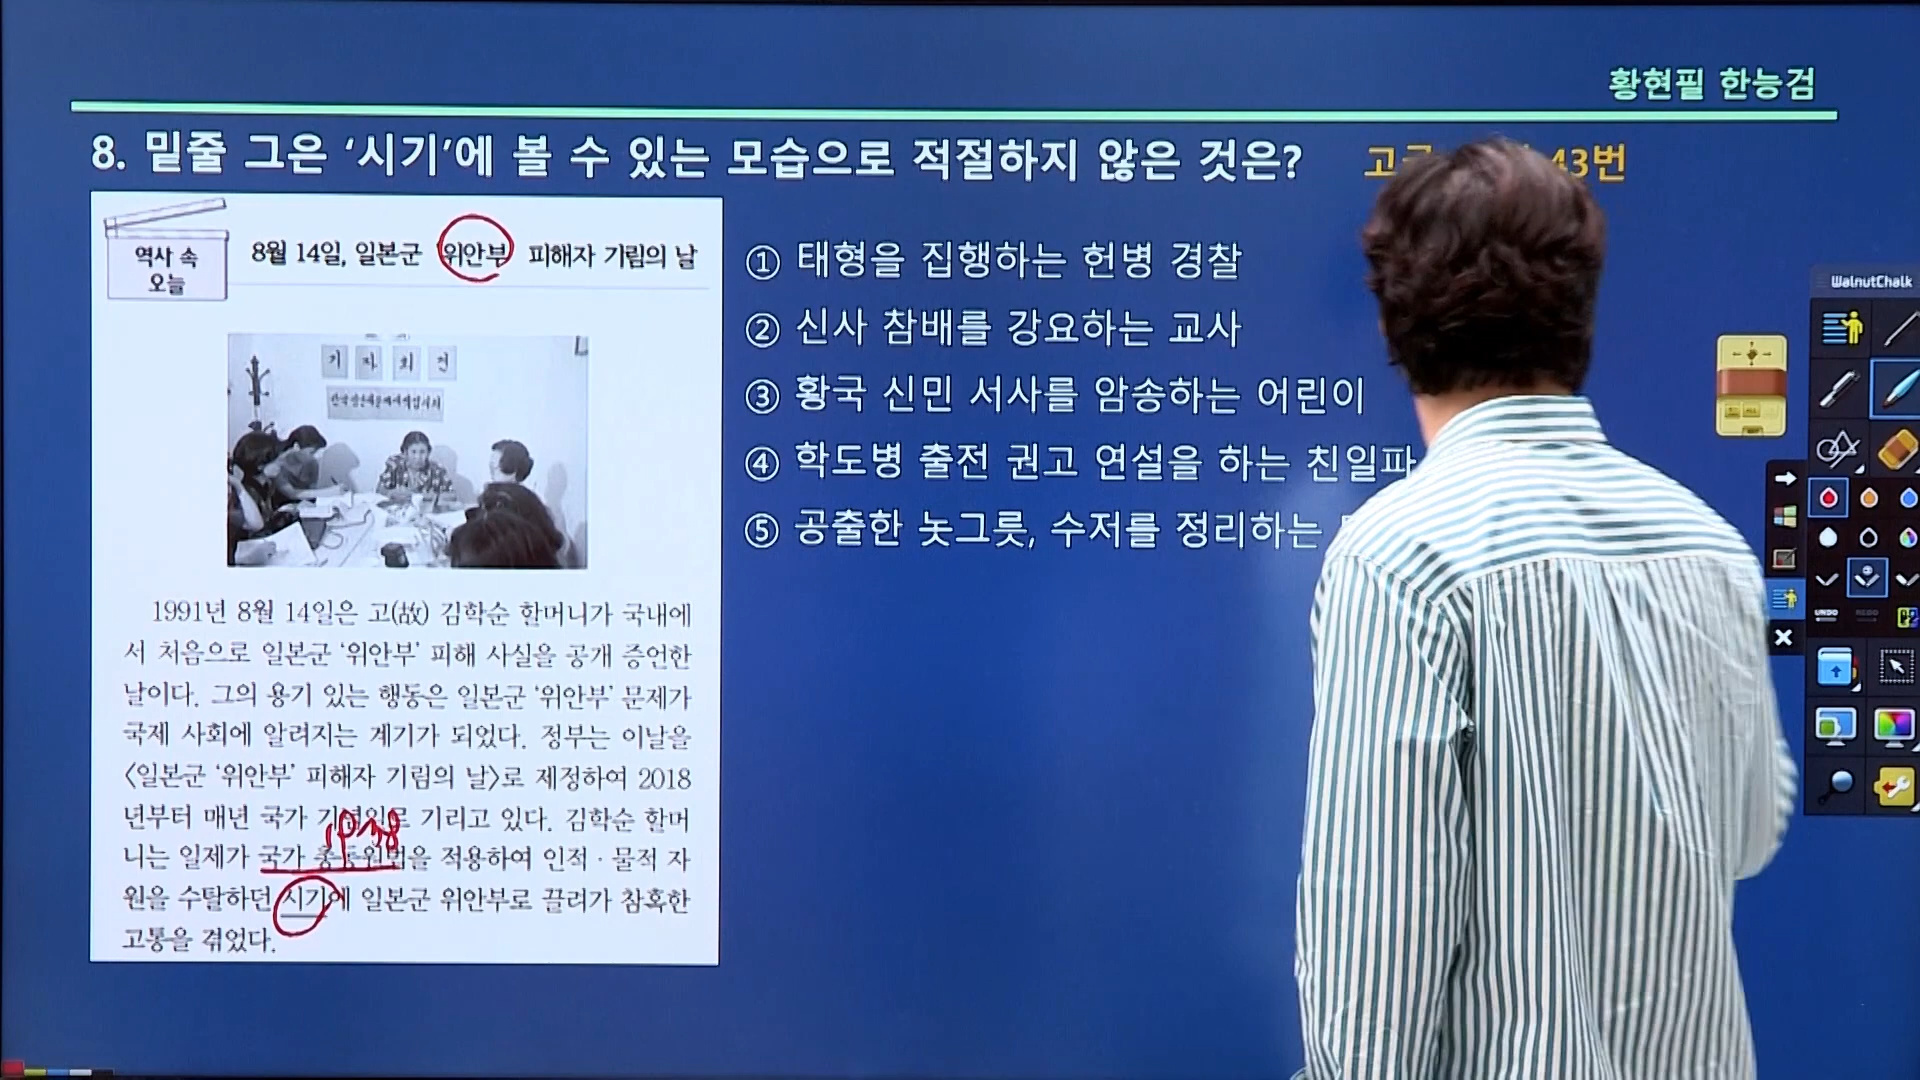 황현필 한능검
8. 밑줄 그은 ‘시기’에 볼 수 있는 모습으로 적절하지 않은 것은?
43번
역사 속
오늘
8월 14일, 일본군 위안부 피해자 기림의 날
기자회견
1991년 8월 14일은 고(故) 김학순 할머니가 국내에
서 처음으로 일본군 ‘위안부’ 피해 사실을 공개 증언한
날이다. 그의 용기 있는 행동은 일본군 ‘위안부’ 문제가
국제 사회에 알려지는 계기가 되었다. 정부는 이날을
<일본군 ‘위안부’ 피해자 기림의 날>로 제정하여 2018
년부터 매년 국가 기념일로 기리고 있다. 김학순 할머
1938
니는 일제가 국가 총동원법을 적용하여 인적·물적 자
원을 수탈하던 시기에 일본군 위안부로 끌려가 참혹한
고통을 겪었다.
① 태형을 집행하는 헌병 경찰
② 신사 참배를 강요하는 교사
③ 황국 신민 서사를 암송하는 어린이
④ 학도병 출전 권고 연설을 하는 친일파
⑤ 공출한 놋그릇, 수저를 정리하는
WalnutChalk
UNDO
REDO